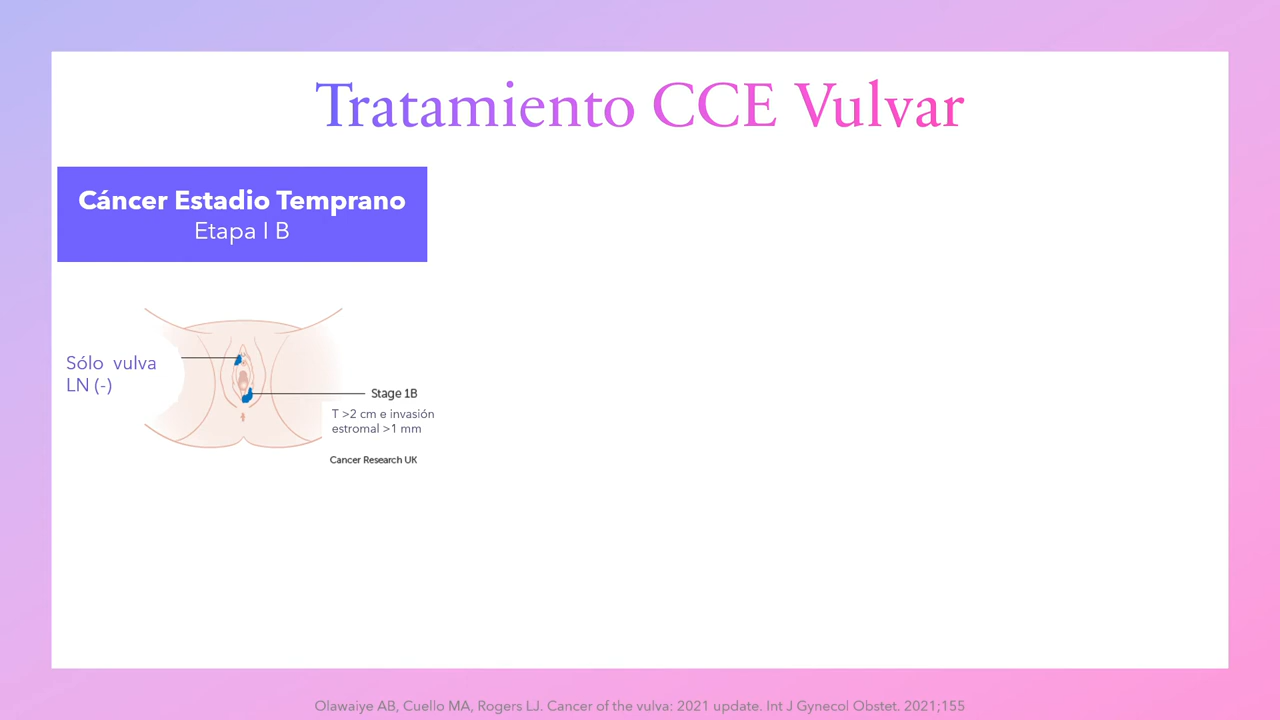 Tratamiento CCE Vulvar
Cáncer Estadio Temprano
Etapa I B
Sólo vulva
LN (-)
Stage 1B
T >2 cm e invasión
estromal >1 mm
Cancer Research UK
Olawaiye AB, Cuello MA, Rogers LJ. Cancer of the vulva: 2021 update. Int J Gynecol Obstet. 2021;155